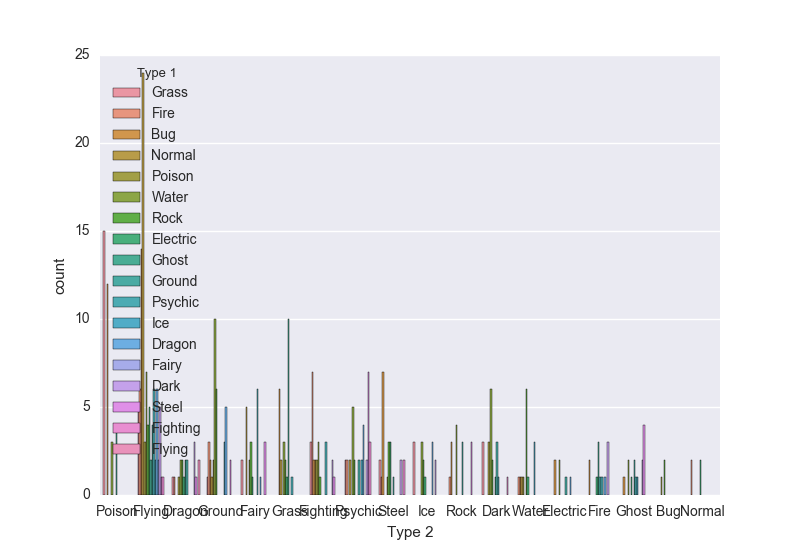 25
20
15
10
5
0
count
Type 1
Grass
Fire
Bug
Normal
Poison
Water
Rock
Electric
Ghost
Ground
Psychic
Ice
Dragon
Fairy
Dark
Steel
Fighting
Flying
Poison Flying Dragon Ground Fairy Grass Fighting Psychic Steel Ice Rock Dark Water Electric Fire Ghost Bug Normal
Type 2